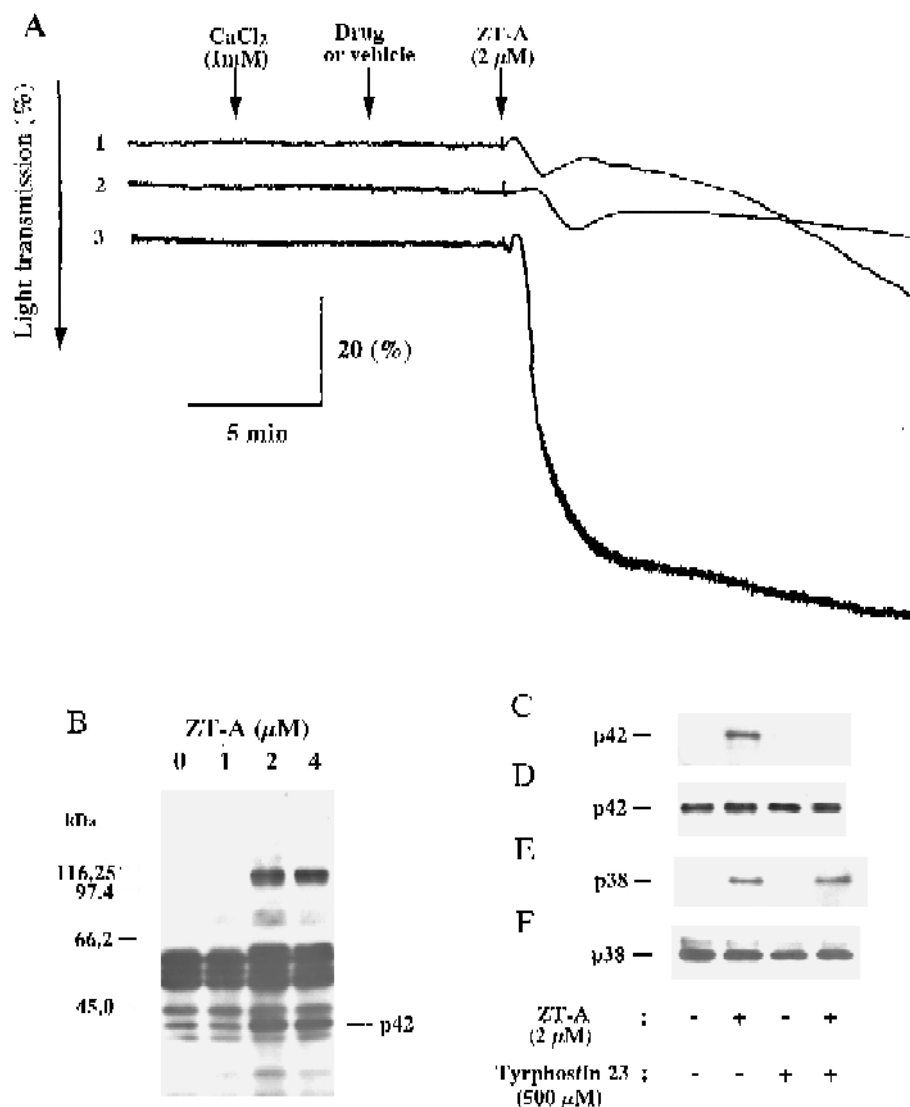 A
CaCl₂
(1mM)
Drug
or vehicle
ZT-A
(2 µM)
Light transmission (%)
1
2
3
20 (%)
5 min
B
ZT-A (µM)
0 1 2 4
kDa
116,25
97.4
66,2
45,0
p42
C
p42
D
p42
E
p38
F
p38
ZT-A : - + - +
(2 µM)
Tyrphostin 23 : - - + +
(500 µM)